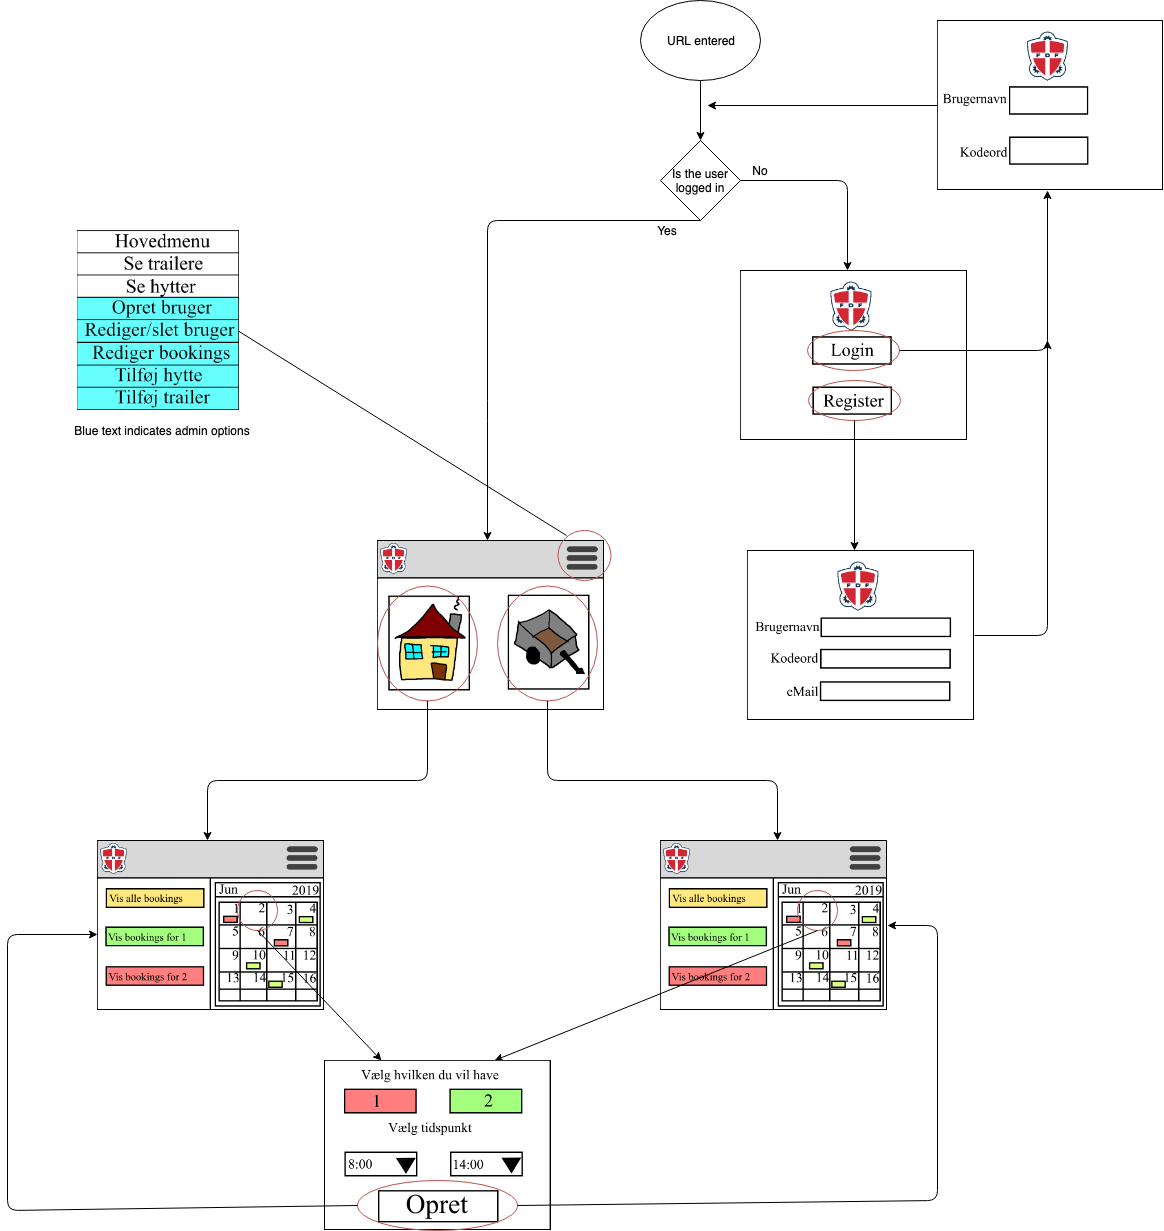 URL entered
F D F
Brugernavn
Kodeord
Is the user
logged in
No
Yes
Hovedmenu
Se trailere
Se hytter
Opret bruger
Rediger/slet bruger
Rediger bookings
Tilføj hytte
Tilføj trailer
Blue text indicates admin options
F D F
Login
Register
F D F
Brugernavn
Kodeord
eMail
Vis alle bookings
Vis bookings for 1
Vis bookings for 2
Jun 2019
1 2 3 4
5 6 7 8
9 10 11 12
13 14 15 16
Vis alle bookings
Vis bookings for 1
Vis bookings for 2
Jun 2019
1 2 3 4
5 6 7 8
9 10 11 12
13 14 15 16
Vælg hvilken du vil have
1 2
Vælg tidspunkt
8:00 14:00
Opret